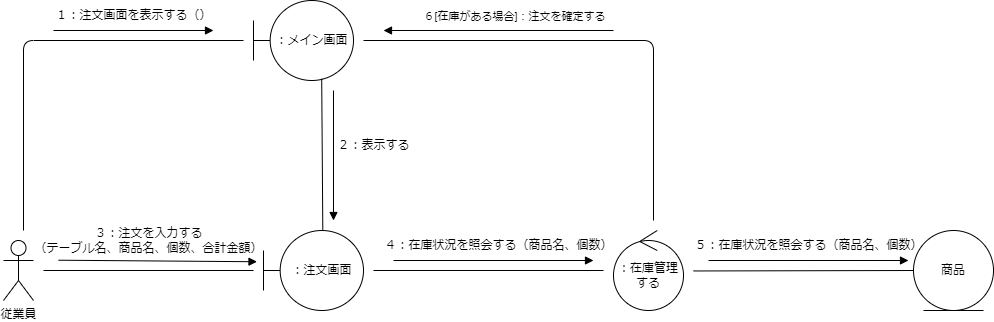 1：注文画面を表示する（）
6[在庫がある場合]：注文を確定する
：メイン画面
2：表示する
3：注文を入力する
（テーブル名、商品名、個数、合計金額）
4：在庫状況を照会する（商品名、個数）
5：在庫状況を照会する（商品名、個数）
：注文画面
：在庫管理
する
商品
従業員